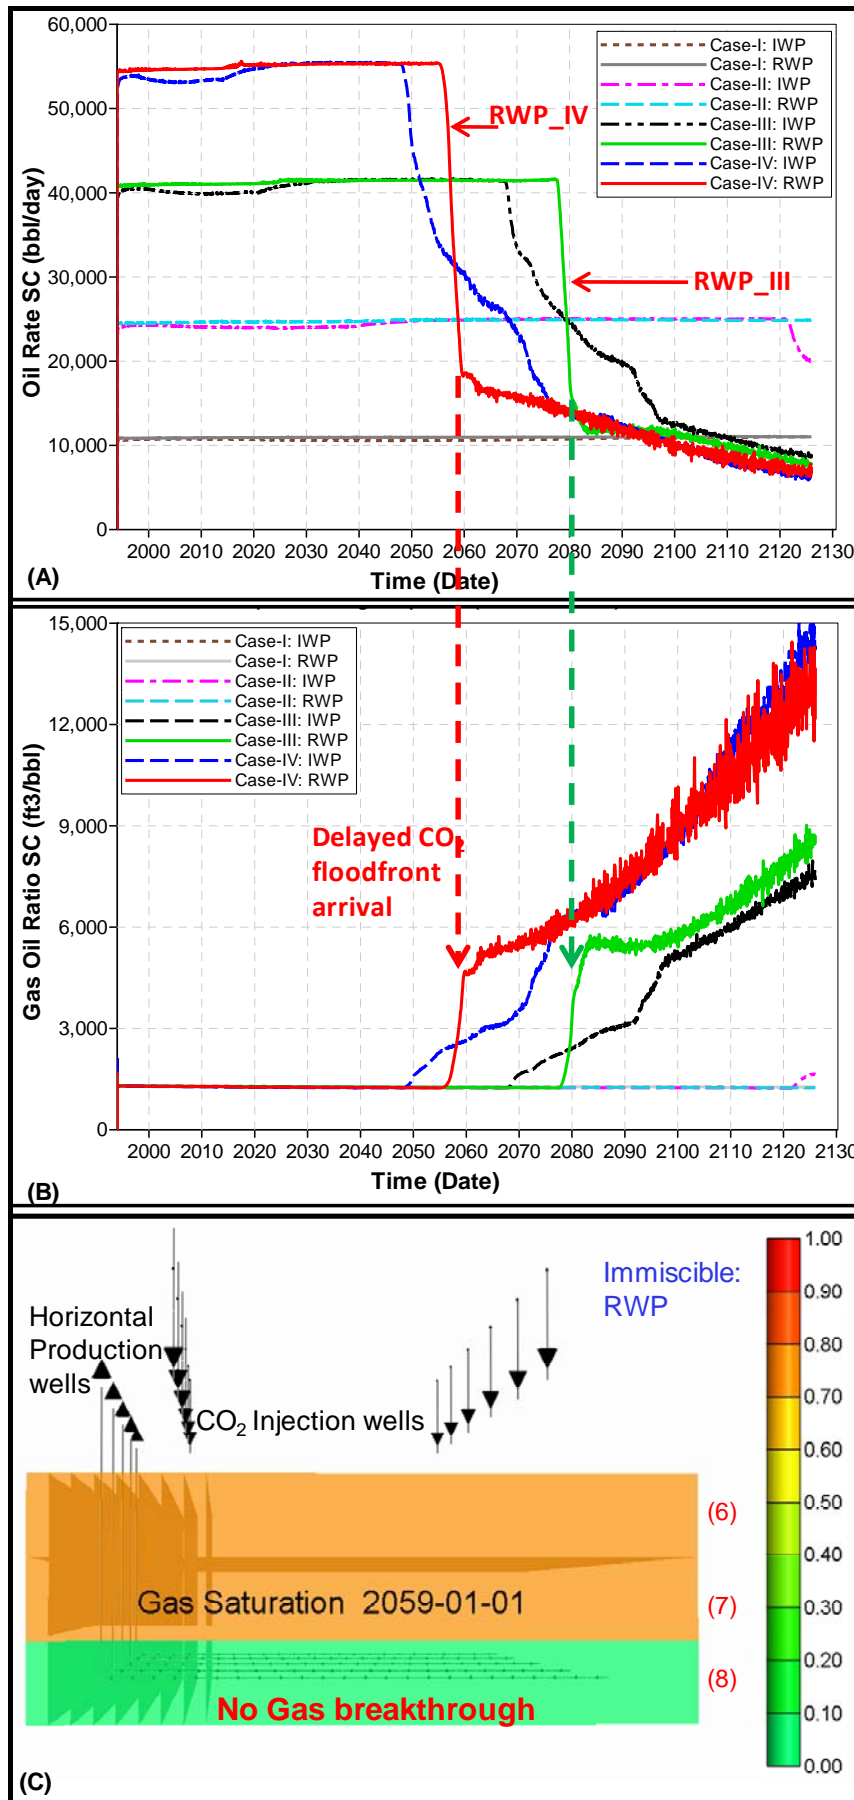 60,000
50,000
40,000
30,000
20,000
10,000
0
Oil Rate SC (bbl/day)
Case-I: IWP
Case-I: RWP
Case-II: IWP
Case-II: RWP
Case-III: IWP
Case-III: RWP
Case-IV: IWP
Case-IV: RWP
RWP_IV
RWP_III
2000 2010 2020 2030 2040 2050 2060 2070 2080 2090 2100 2110 2120 2130
Time (Date)
(A)
15,000
12,000
9,000
6,000
3,000
0
Gas Oil Ratio SC (ft3/bbl)
Case-I: IWP
Case-I: RWP
Case-II: IWP
Case-II: RWP
Case-III: IWP
Case-III: RWP
Case-IV: IWP
Case-IV: RWP
Delayed CO2
floodfront
arrival
2000 2010 2020 2030 2040 2050 2060 2070 2080 2090 2100 2110 2120 2130
Time (Date)
(B)
Immiscible:
RWP
Horizontal
Production
wells
CO2 Injection wells
(6)
Gas Saturation 2059-01-01
(7)
(8)
No Gas breakthrough
1.00
0.90
0.80
0.70
0.60
0.50
0.40
0.30
0.20
0.10
0.00
(C)